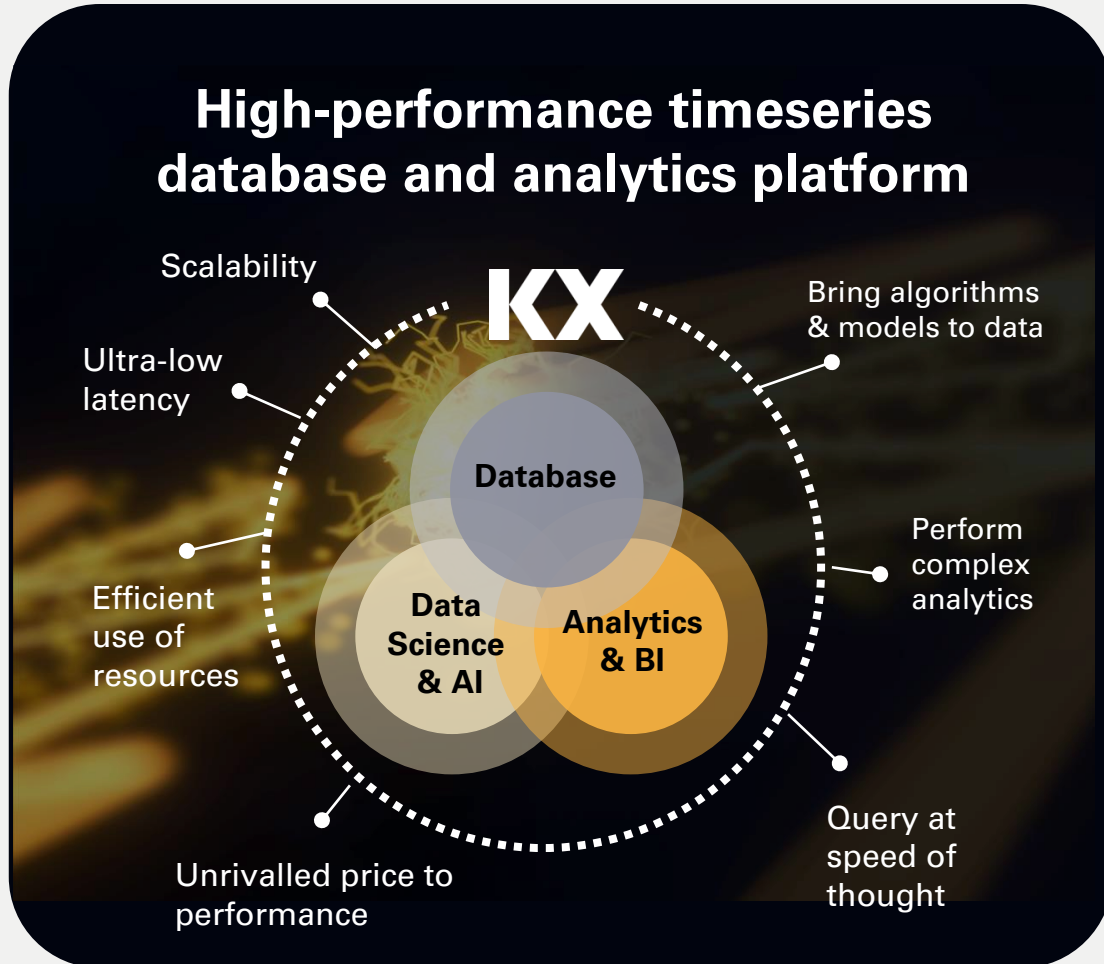 High-performance timeseries
database and analytics platform
Scalability
KX
Bring algorithms
& models to data
Ultra-low
latency
Database
Perform
complex
analytics
Efficient
use of
resources
Data
Science
& AI
Analytics
& BI
Query at
speed of
thought
Unrivalled price to
performance